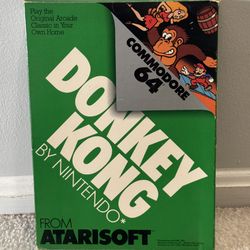 Play the
Original Arcade
Classic in Your
Own Home
COMMODORE
64
DONKEY
KONG
BY NINTENDO*
FROM
ATARISOFT